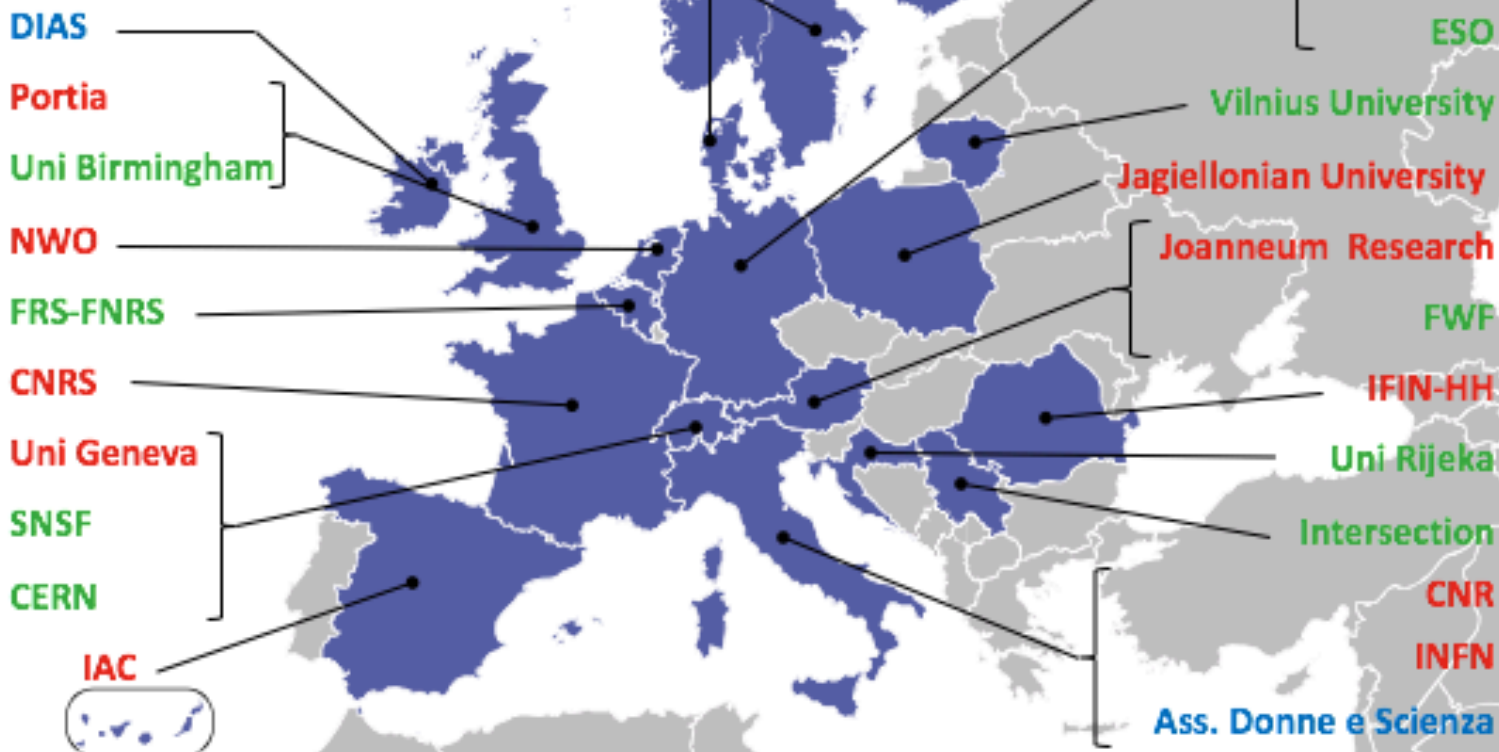 DIAS
Portia
Uni Birmingham
NWO
FRS-FNRS
CNRS
Uni Geneva
SNSF
CERN
IAC
ESO
Vilnius University
Jagiellonian University
Joanneum Research
FWF
IFIN-HH
Uni Rijeka
Intersection
CNR
INFN
Ass. Donne e Scienza